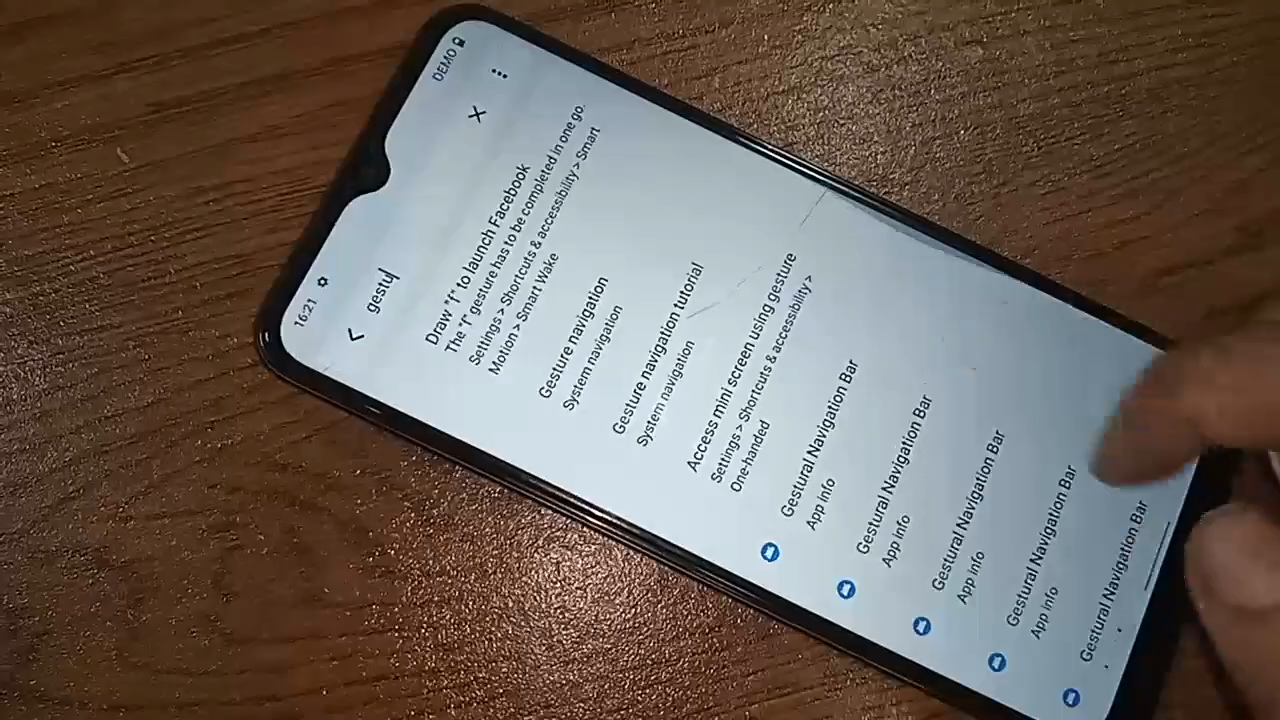 16:21
DEMO
gestu
Draw "f" to launch Facebook
The "f" gesture has to be completed in one go.
Settings > Shortcuts & accessibility > Smart
Motion > Smart Wake
Gesture navigation
System navigation
Gesture navigation tutorial
System navigation
Access mini screen using gesture
Settings > Shortcuts & accessibility >
One-handed
Gestural Navigation Bar
App info
Gestural Navigation Bar
App info
Gestural Navigation Bar
App info
Gestural Navigation Bar
App info
Gestural Navigation Bar